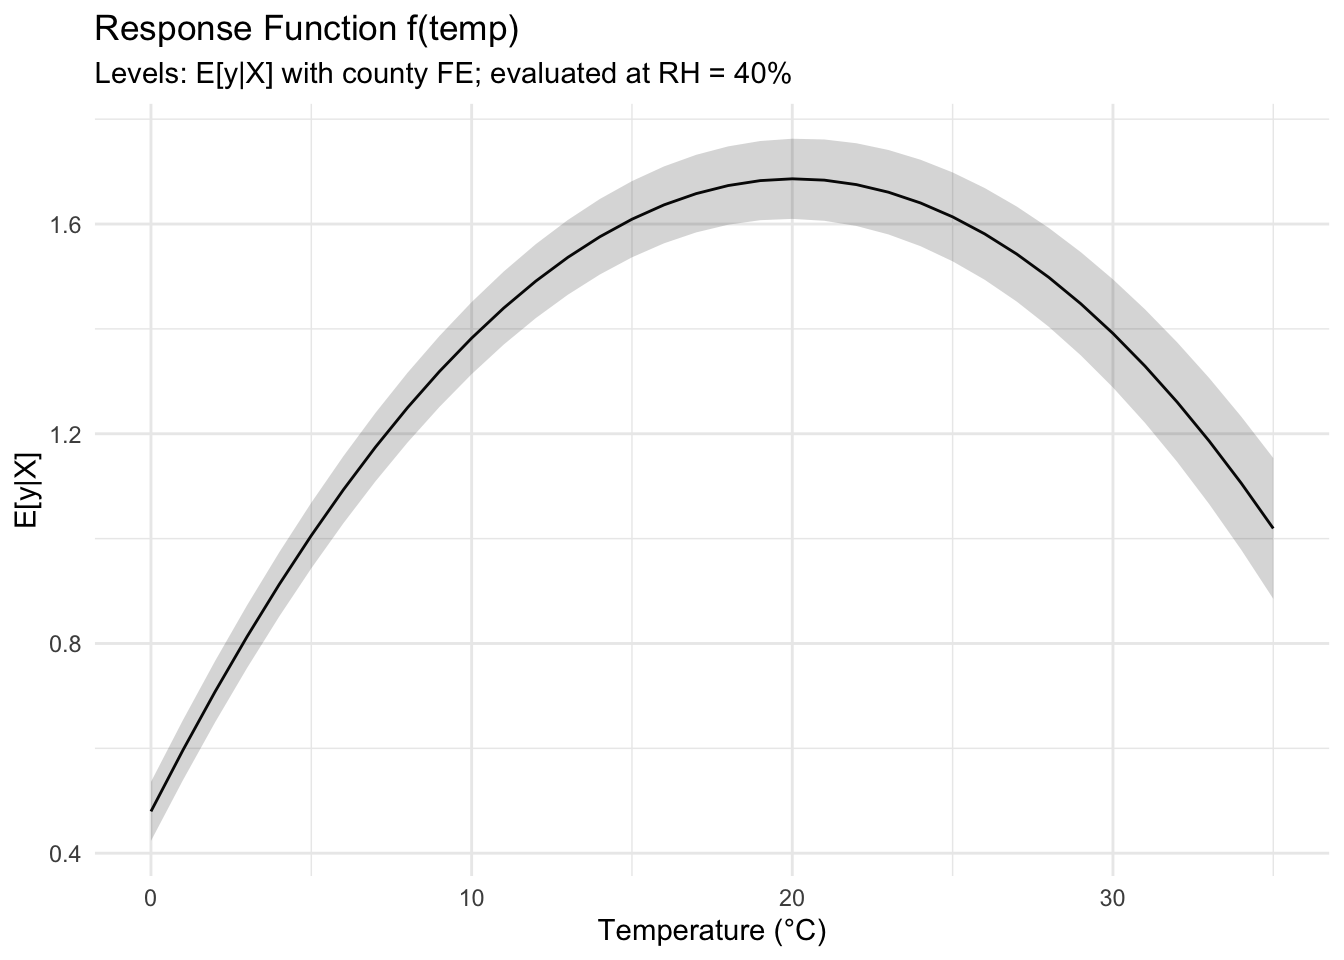 Response Function f(temp)
Levels: E[y|X] with county FE; evaluated at RH = 40%
E[y|X]
1.6
1.2
0.8
0.4
0 10 20 30
Temperature (°C)